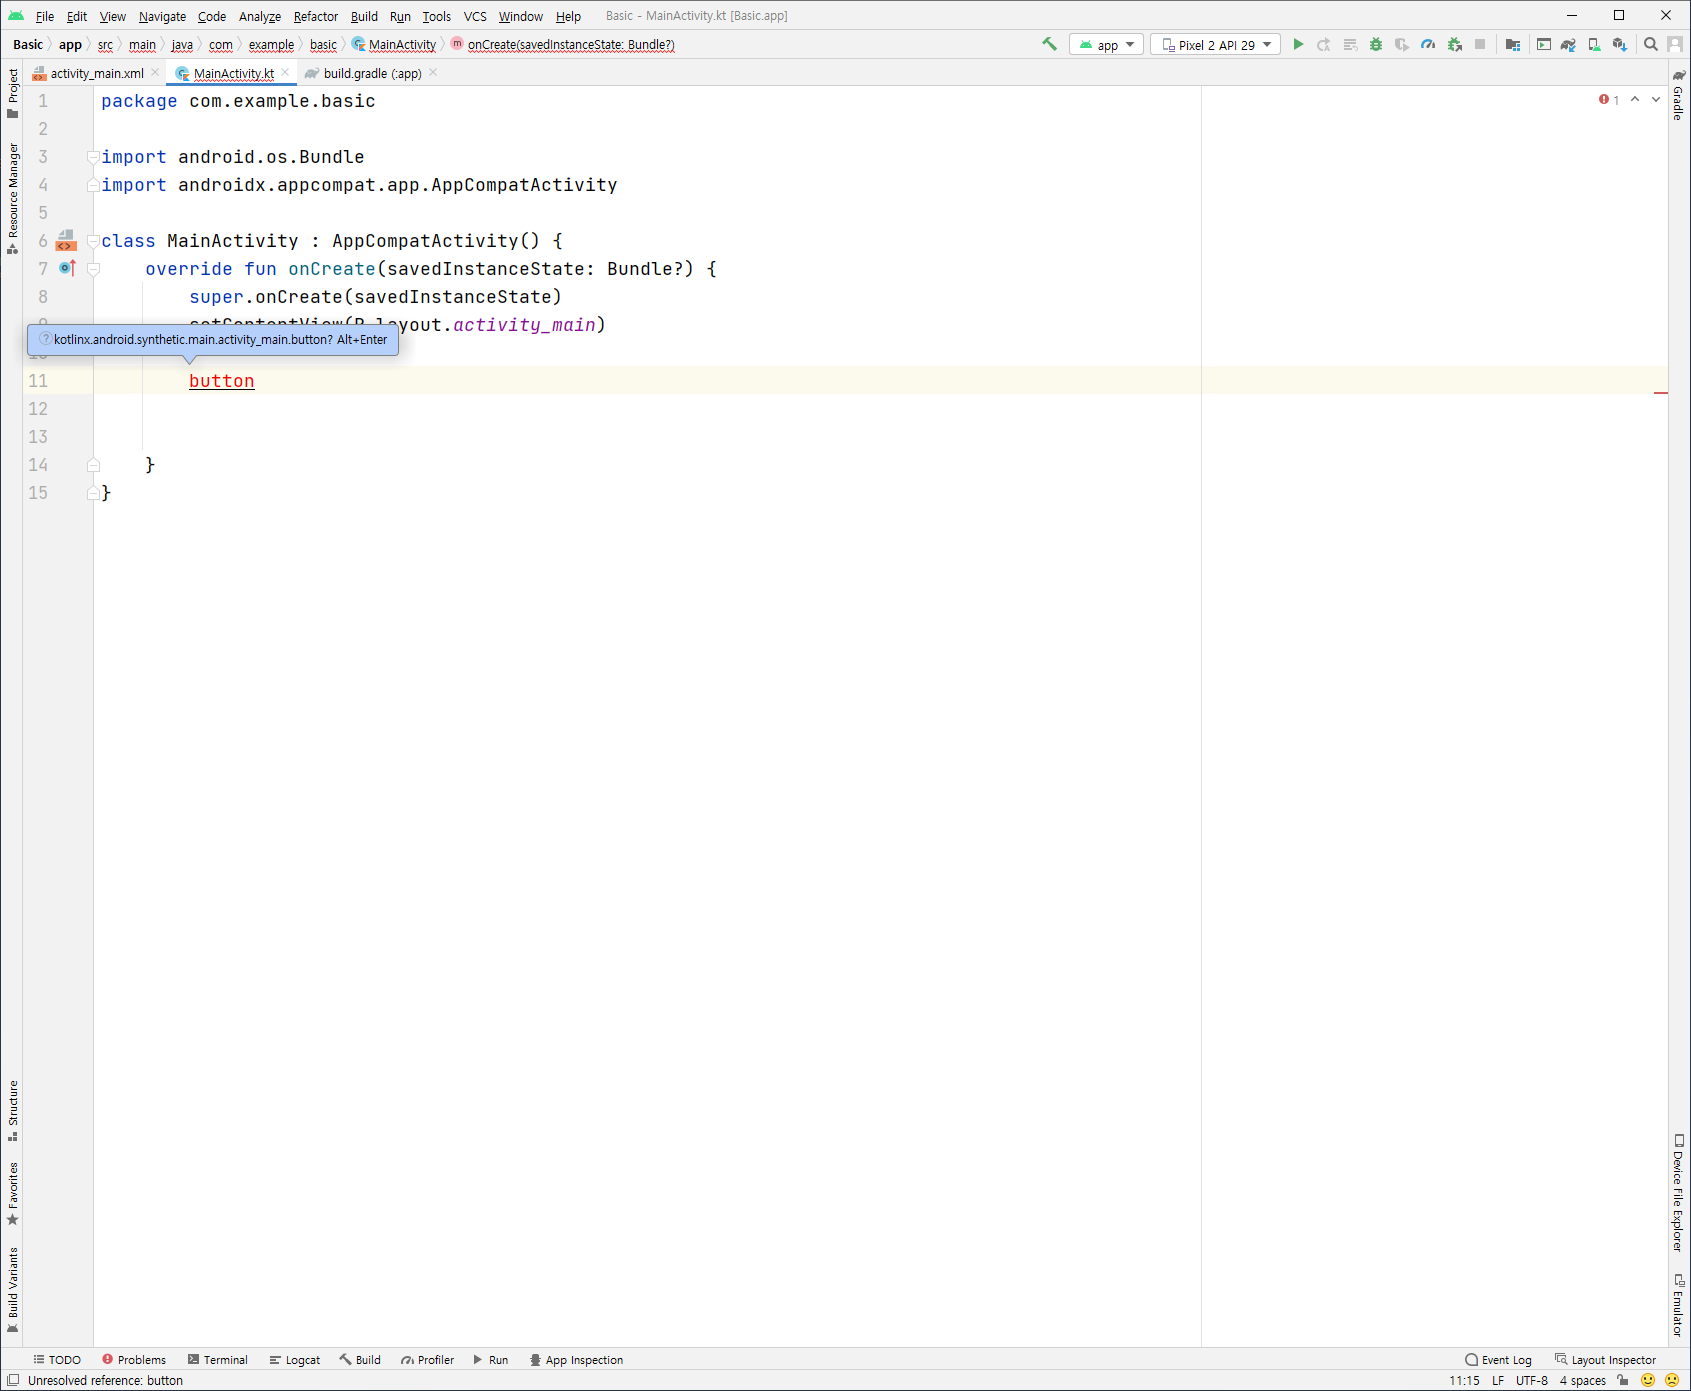 File Edit View Navigate Code Analyze Refactor Build Run Tools VCS Window Help Basic - MainActivity.kt [Basic.app]
Basic app src main java com example basic MainActivity m onCreate(savedInstanceState: Bundle?) app Pixel 2 API 29
activity_main.xml MainActivity.kt build.gradle (:app)
Project
Resource Manager
Structure
Favorites
Build Variants
1 package com.example.basic
2
3 import android.os.Bundle
4 import androidx.appcompat.app.AppCompatActivity
5
6 class MainActivity : AppCompatActivity() {
7 override fun onCreate(savedInstanceState: Bundle?) {
8 super.onCreate(savedInstanceState)
layout.activity_main)
?kotlinx.android.synthetic.main.activity_main.button? Alt+Enter
11 button
12
13
14 }
15 }
1
Gradle
Device File Explorer
Emulator
TODO Problems Terminal Logcat Build Profiler Run App Inspection Event Log Layout Inspector
Unresolved reference: button 11:15 LF UTF-8 4 spaces